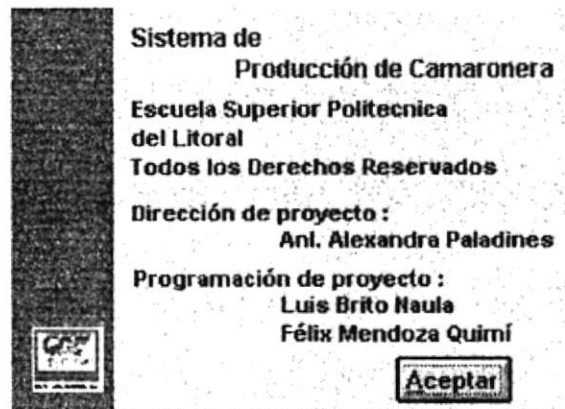 Sistema de
Producción de Camaronera
Escuela Superior Politecnica
del Litoral
Todos los Derechos Reservados
Dirección de proyecto :
Anl. Alexandra Paladines
Programación de proyecto :
Luis Brito Naula
Félix Mendoza Quimí
Aceptar